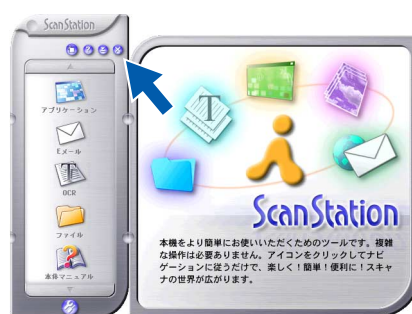 ScanStation
アプリケーション
Eメール
OCR
ファイル
本体マニュアル
T
ScanStation
本機をより簡単にお使いいただくためのツールです。複雑
な操作は必要ありません。アイコンをクリックしてナビ
ゲーションに従うだけで、楽しく!簡単!便利に!スキャ
ナの世界が広がります。